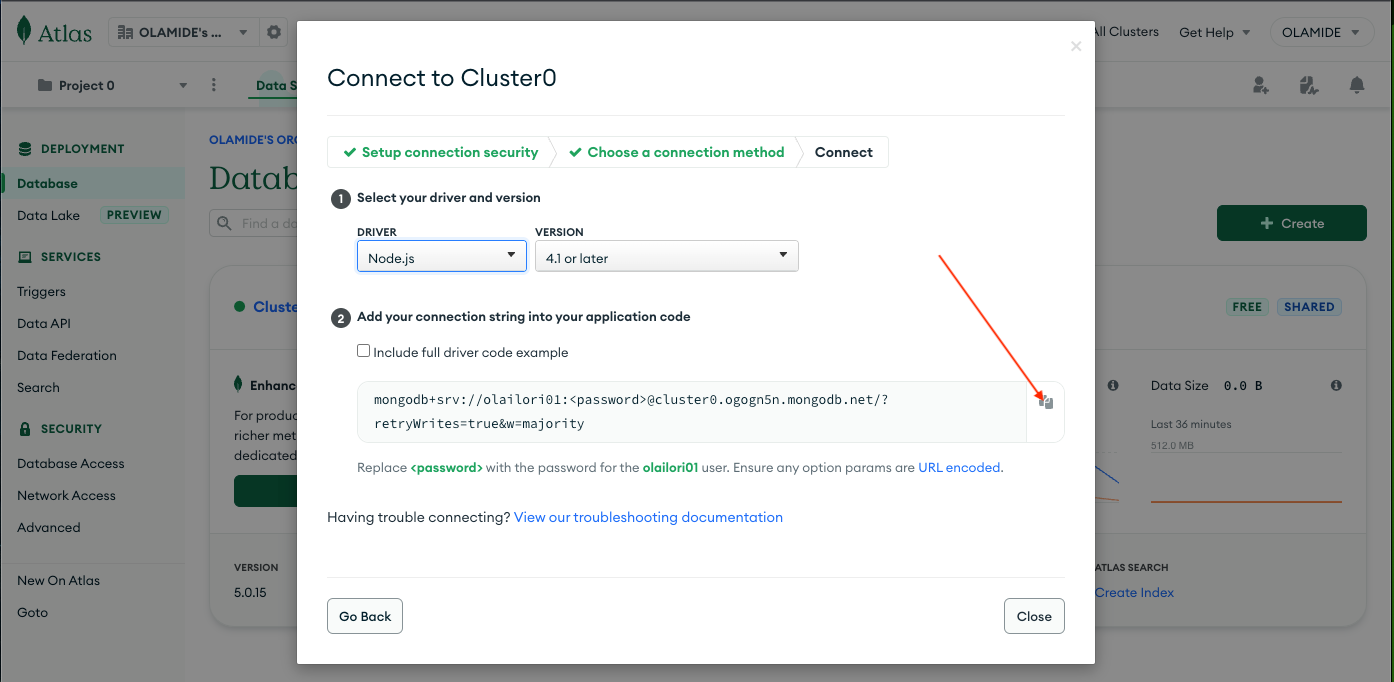 Atlas
OLAMIDE's ...
All Clusters
Get Help
OLAMIDE
Project 0
Data S
DEPLOYMENT
Database
Data Lake PREVIEW
SERVICES
Triggers
Data API
Data Federation
Search
SECURITY
Database Access
Network Access
Advanced
New On Atlas
Goto
OLAMIDE'S ORG
Datab
Find a da
+ Create
Cluste
FREE SHARED
Enhanc
For produc
richer met
dedicated
VERSION
5.0.15
Data Size 0.0 B
Last 36 minutes
512.0 MB
ATLAS SEARCH
Create Index
Connect to Cluster0
Setup connection security
Choose a connection method
Connect
1 Select your driver and version
DRIVER VERSION
Node.js 4.1 or later
2 Add your connection string into your application code
Include full driver code example
mongodb+srv://olailori01:<password>@cluster0.ogogn5n.mongodb.net/?
retryWrites=true&w=majority
Replace <password> with the password for the olailori01 user. Ensure any option params are URL encoded.
Having trouble connecting? View our troubleshooting documentation
Go Back
Close